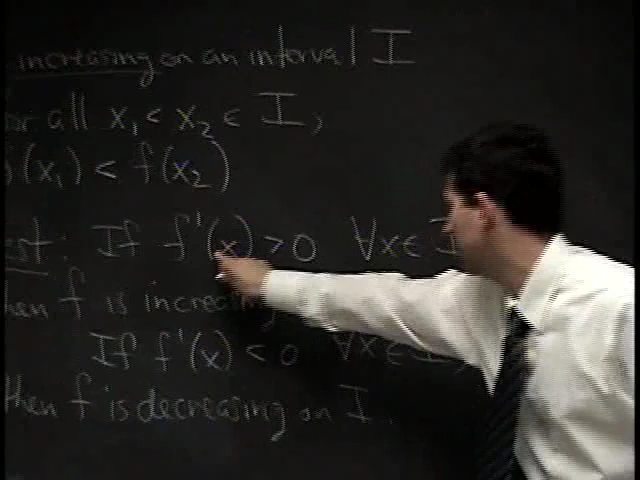 increasing on an interval I
for all x₁ < x₂ ∈ I,
f(x₁) < f(x₂)
est: If f'(x) > 0 ∀x ∈ I
then f is increasing
If f'(x) < 0 ∀x ∈ I,
then f is decreasing on I.